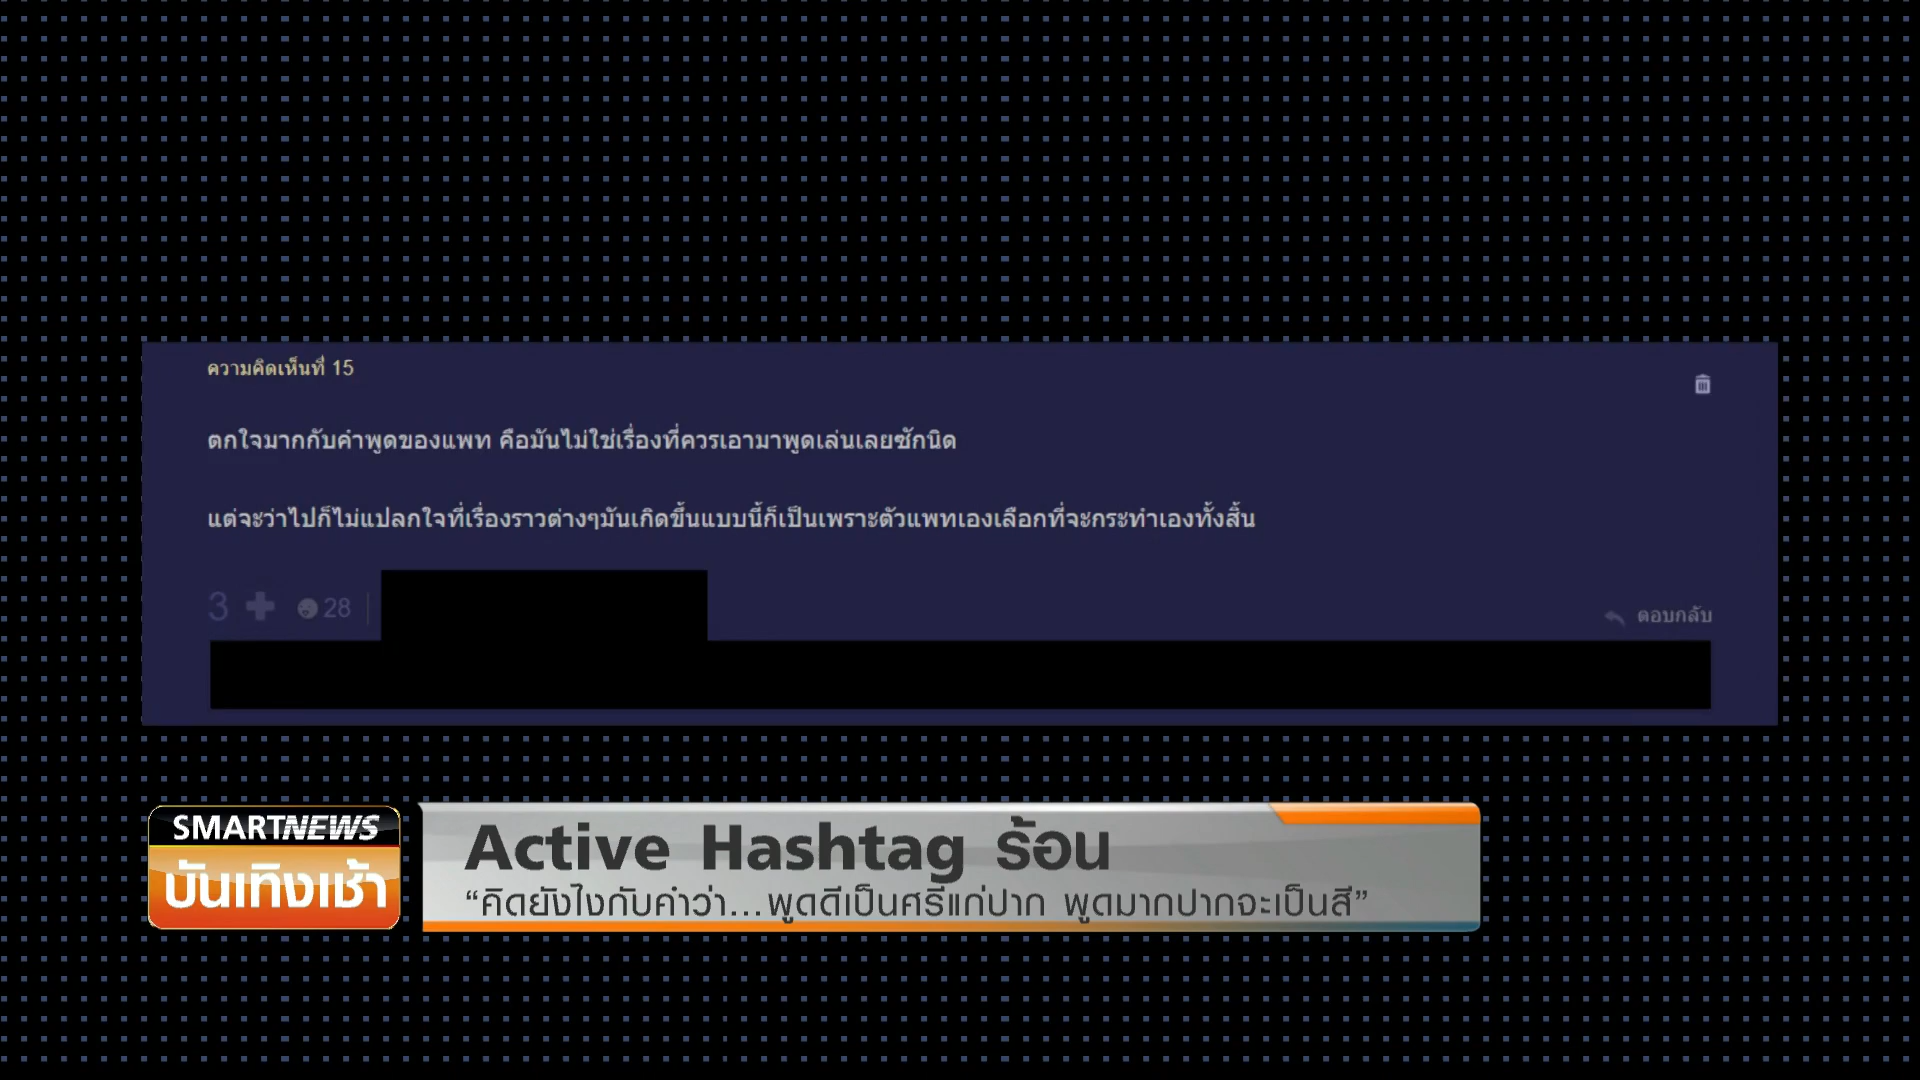 ความคิดเห็นที่ 15
ตกใจมากกับคำพูดของแพท คือมันไม่ใช่เรื่องที่ควรเอามาพูดเล่นเลยซักนิด
แต่จะว่าไปก็ไม่แปลกใจที่เรื่องราวต่างๆมันเกิดขึ้นแบบนี้ก็เป็นเพราะตัวแพทเองเลือกที่จะกระทำเองทั้งสิ้น
3 28
ตอบกลับ
SMARTNEWS
บันเทิงเช้า
Active Hashtag ร้อน
“คิดยังไงกับคำว่า...พูดดีเป็นศรีแก่ปาก พูดมากปากจะเป็นสี”